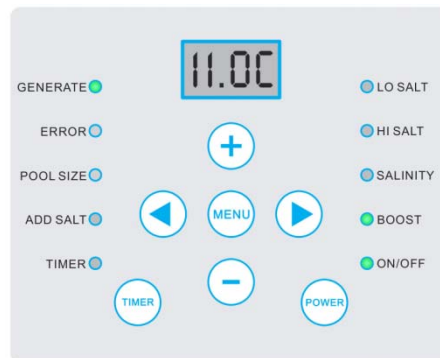 11.0C
GENERATE
ERROR
POOL SIZE
ADD SALT
TIMER
+
MENU
−
TIMER
POWER
LO SALT
HI SALT
SALINITY
BOOST
ON/OFF